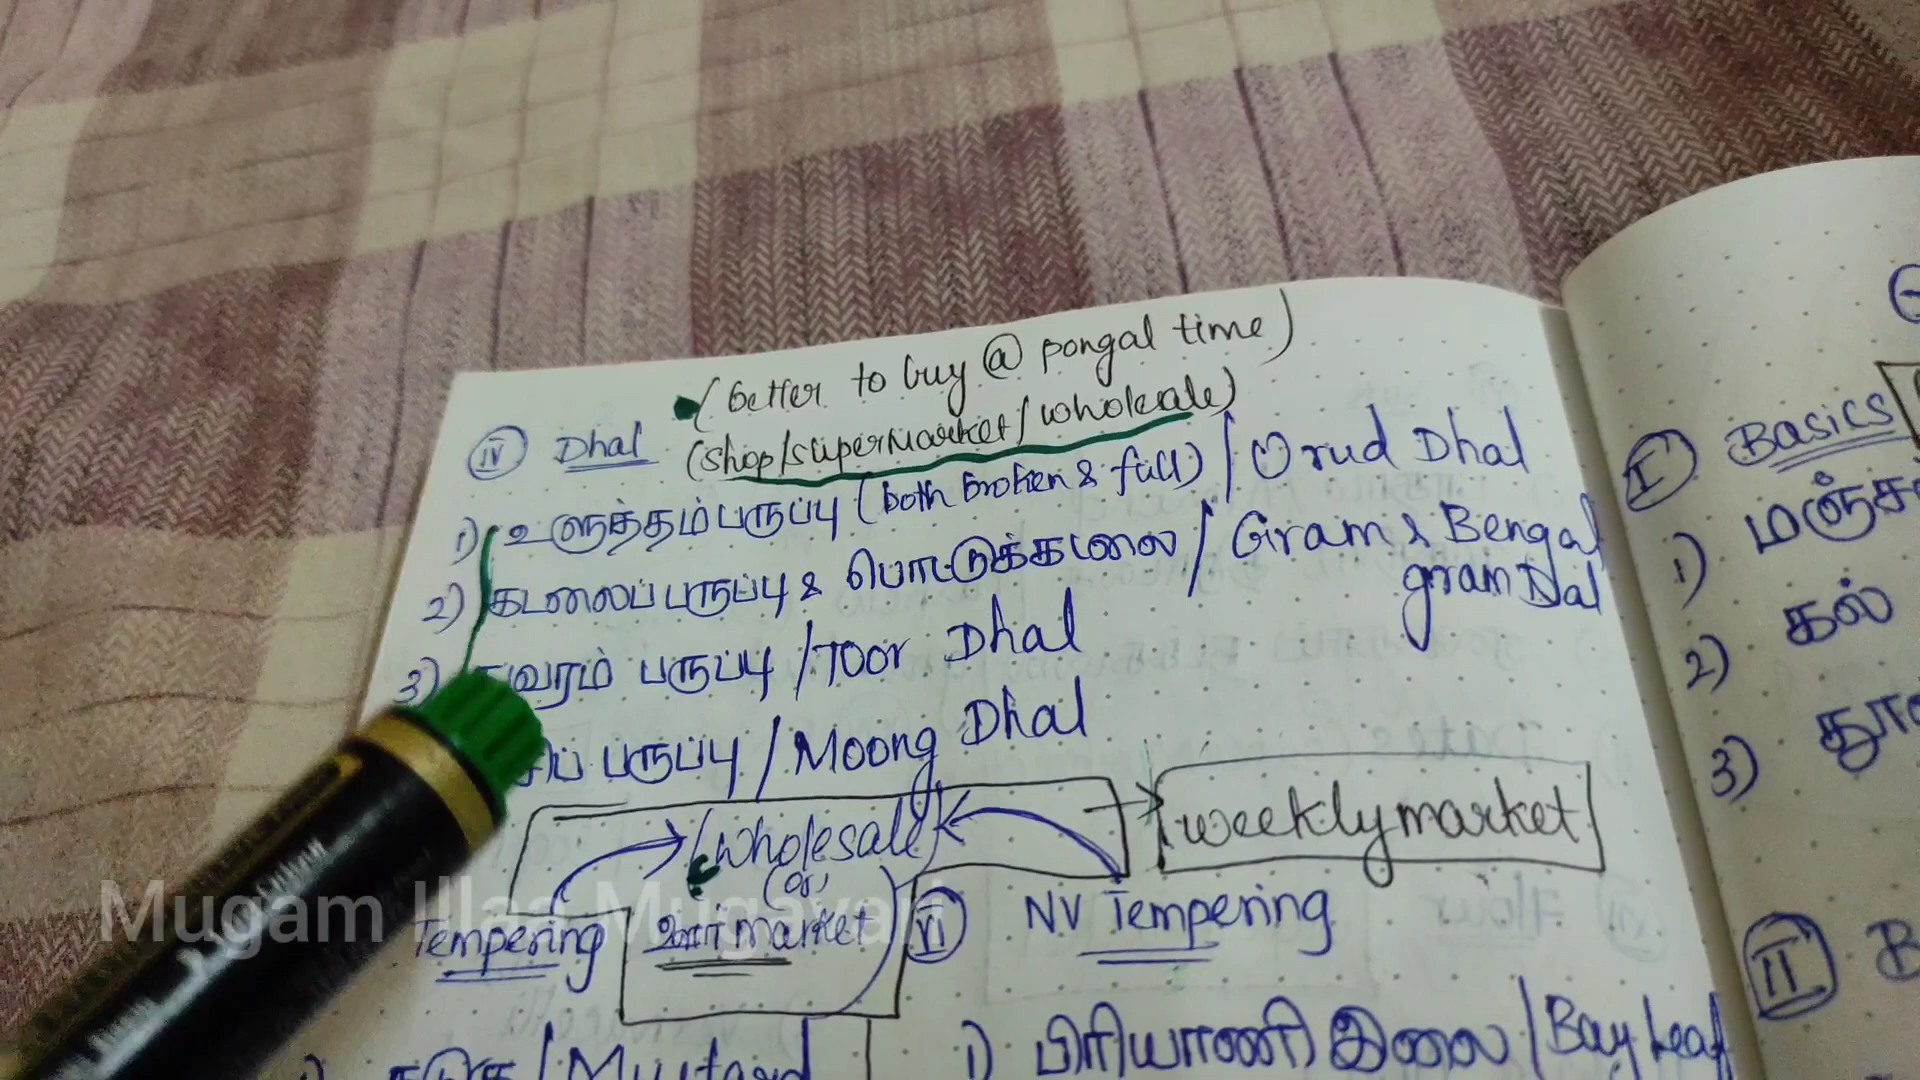 (better to buy @ pongal time)
IV Dhal (shop/supermarket/wholesale)
1) உளுத்தம்பருப்பு (both broken & full) / Orud Dhal
2) கடலைப்பருப்பு & பொட்டுக்கடலை / Gram & Bengal
gram Dal
3) துவரம் பருப்பு / Toor Dhal
பருப்பு / Moong Dhal
(wholesale)
(or)
market
weekly market
Tempering
VI NV Tempering
கடுகு / Mustard
1) பிரியாணி இலை / Bay Leaf
I Basics
1) மஞ்ச
2) கல்
3) தூ
II B
Mugam Illaa Mugavari